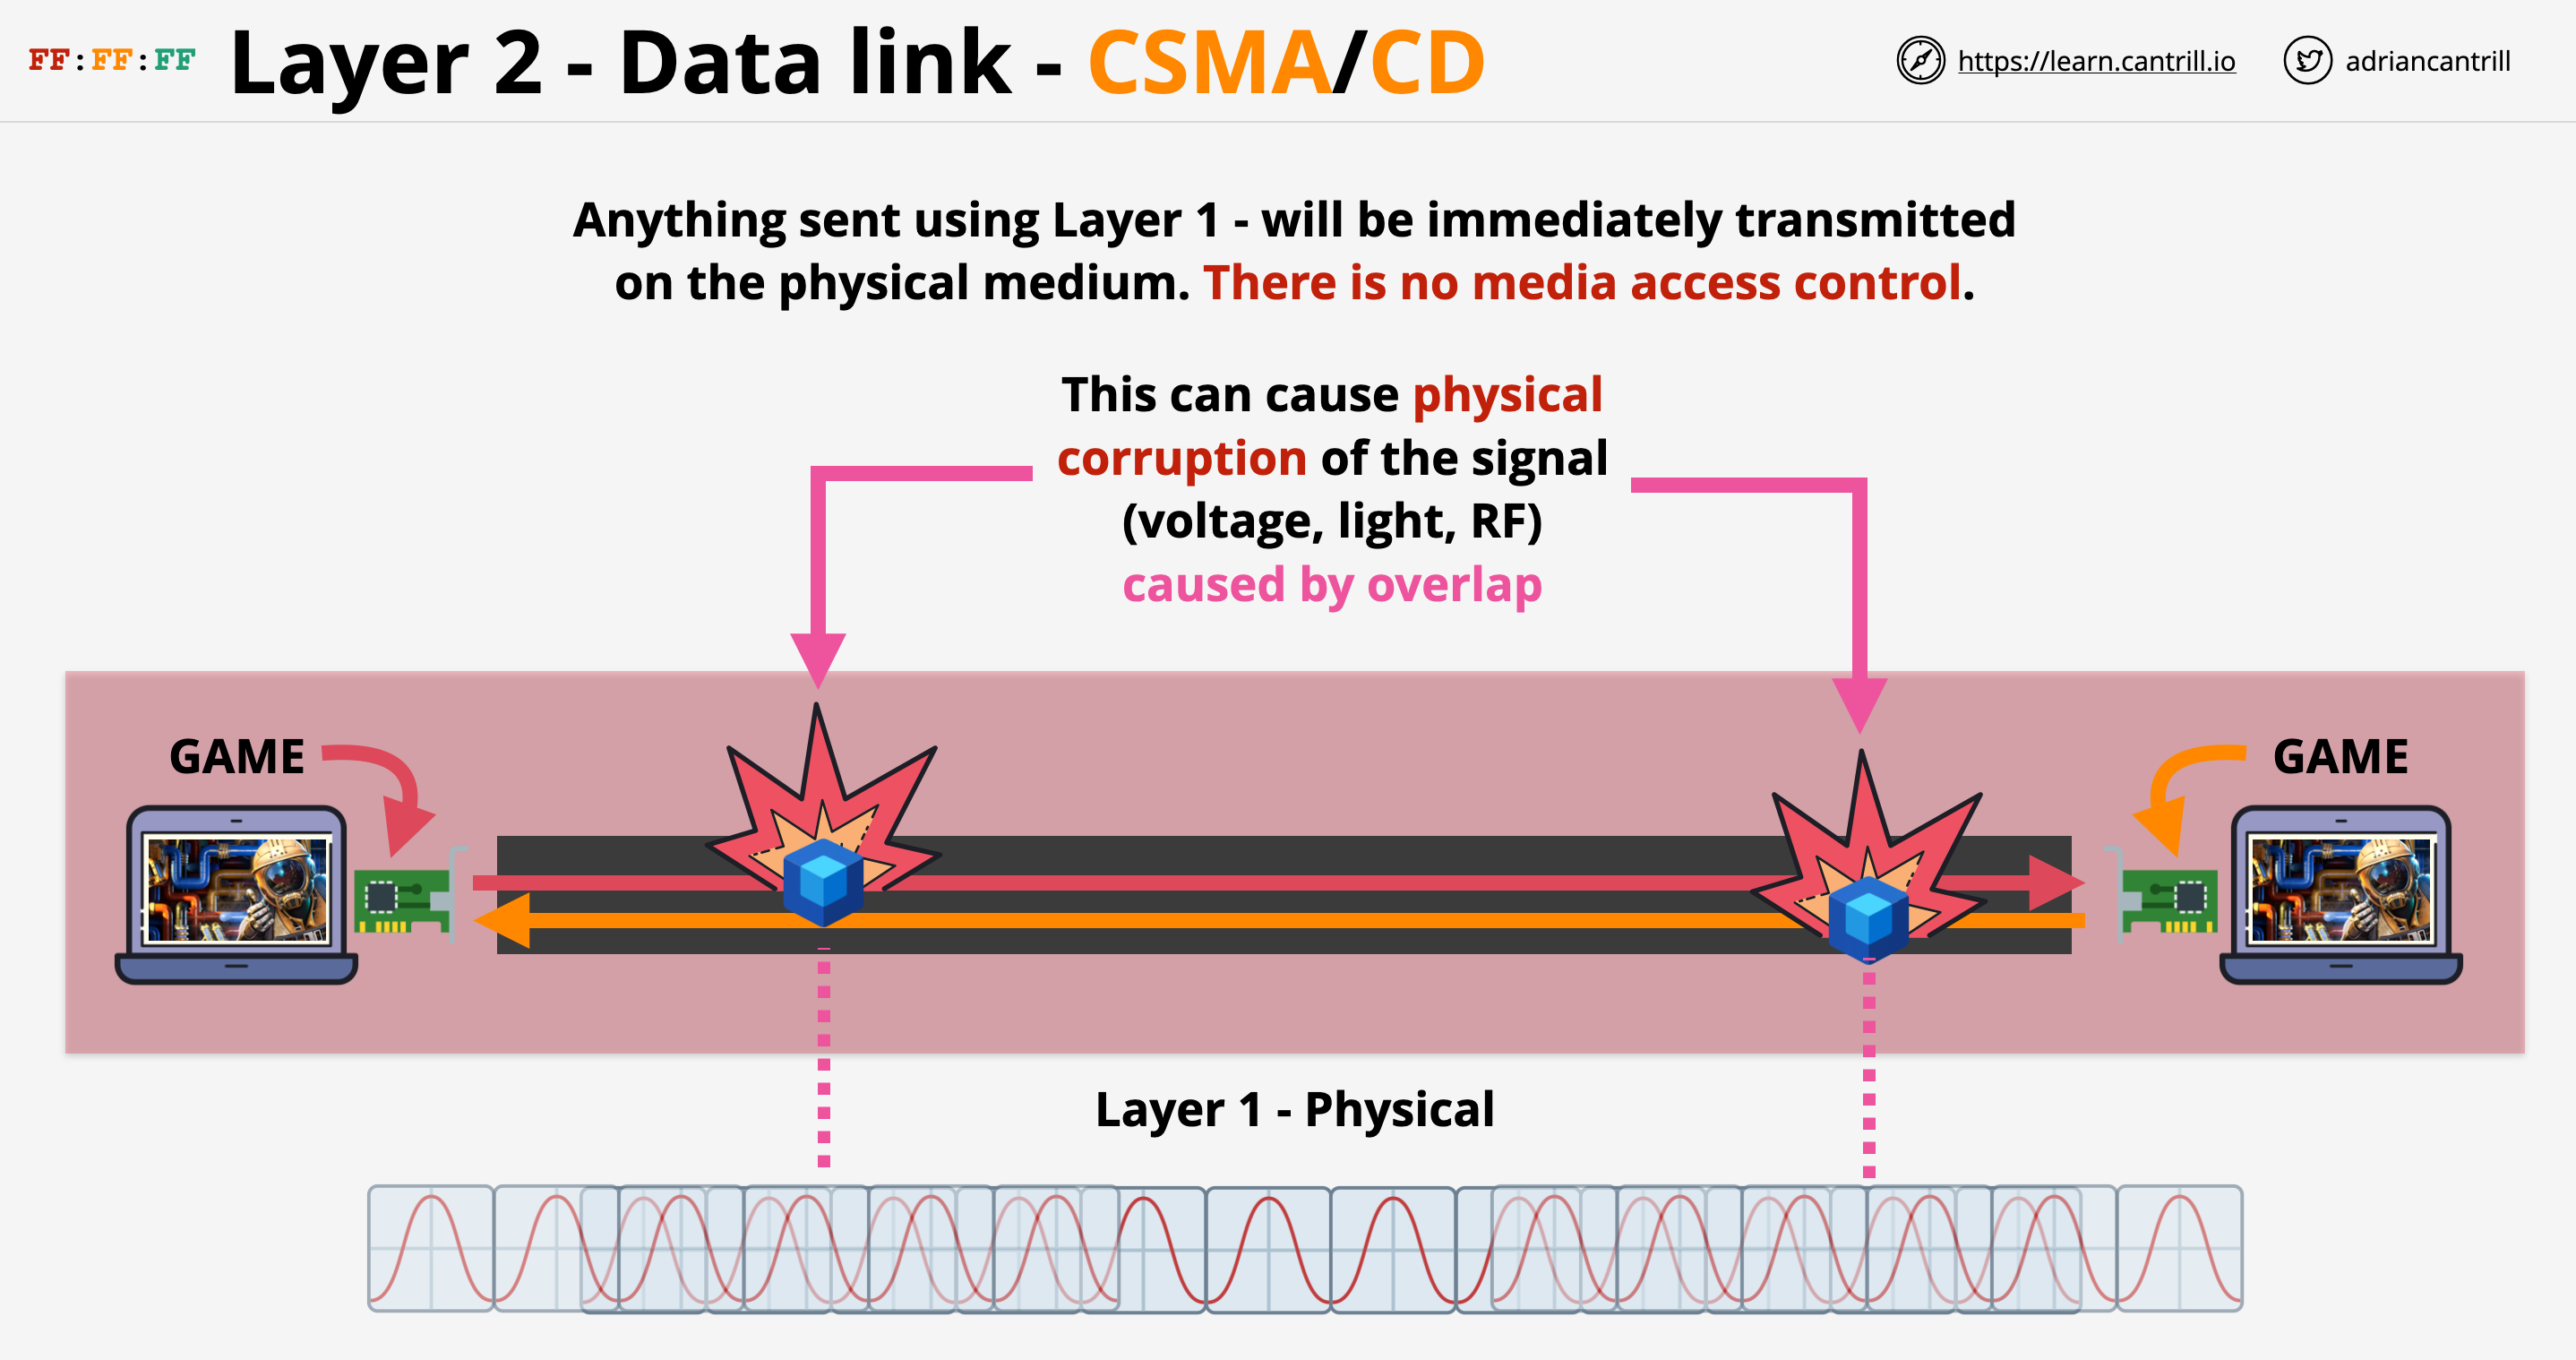 FF:FF:FF Layer 2 - Data link - CSMA/CD https://learn.cantrill.io adriancantrill
Anything sent using Layer 1 - will be immediately transmitted
on the physical medium. There is no media access control.
This can cause physical
corruption of the signal
(voltage, light, RF)
caused by overlap
GAME GAME
Layer 1 - Physical